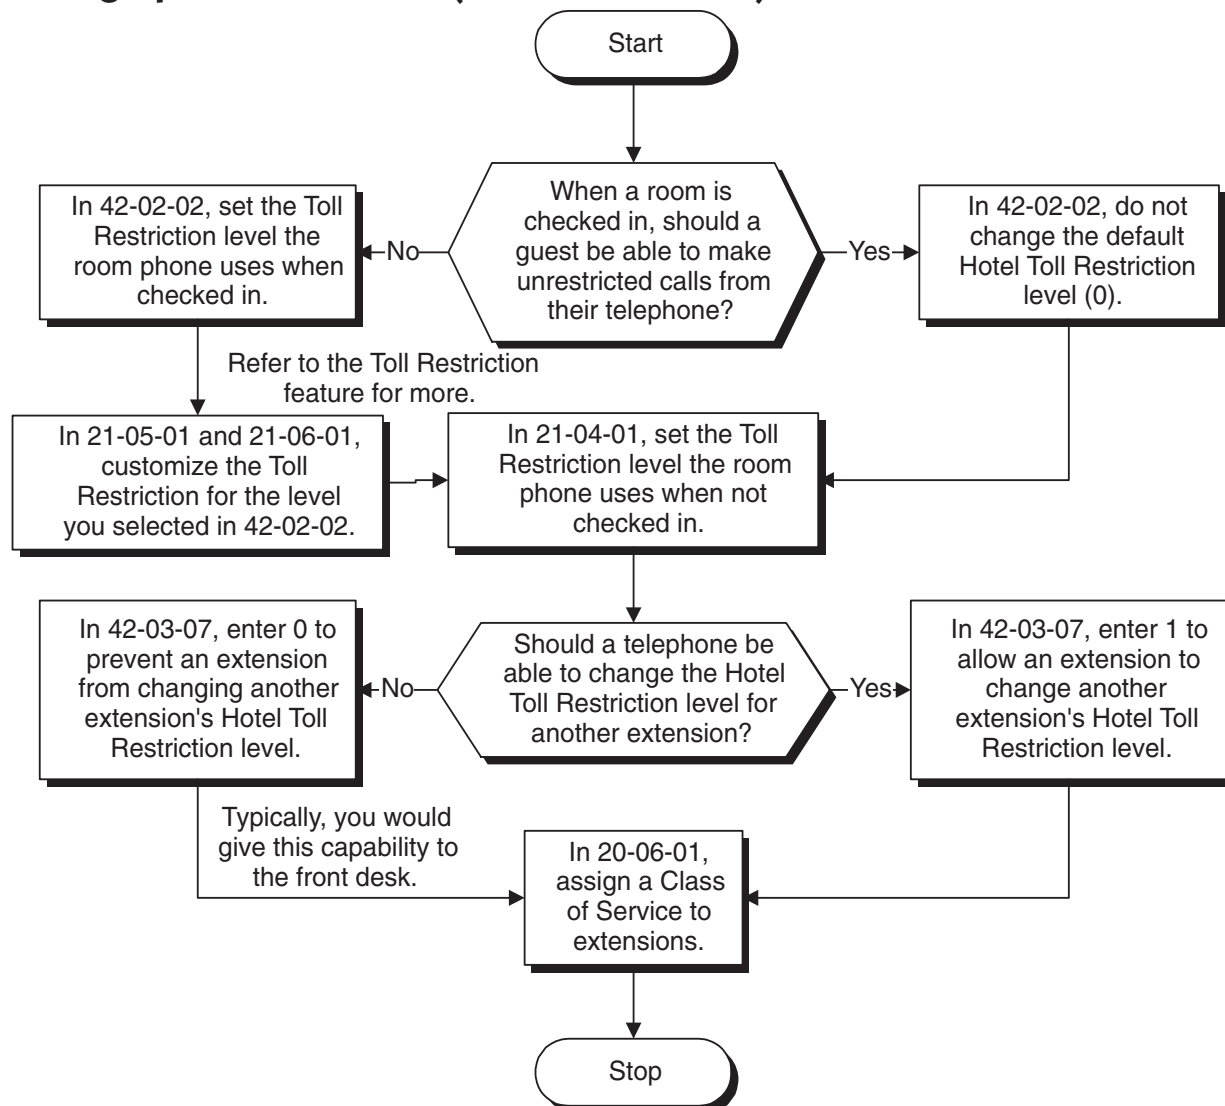 Start
When a room is
checked in, should a
guest be able to make
unrestricted calls from
their telephone?
No
Yes
In 42-02-02, set the Toll
Restriction level the
room phone uses when
checked in.
In 42-02-02, do not
change the default
Hotel Toll Restriction
level (0).
Refer to the Toll Restriction
feature for more.
In 21-05-01 and 21-06-01,
customize the Toll
Restriction for the level
you selected in 42-02-02.
In 21-04-01, set the Toll
Restriction level the room
phone uses when not
checked in.
Should a telephone be
able to change the Hotel
Toll Restriction level for
another extension?
No
Yes
In 42-03-07, enter 0 to
prevent an extension
from changing another
extension's Hotel Toll
Restriction level.
In 42-03-07, enter 1 to
allow an extension to
change another
extension's Hotel Toll
Restriction level.
Typically, you would
give this capability to
the front desk.
In 20-06-01,
assign a Class
of Service to
extensions.
Stop